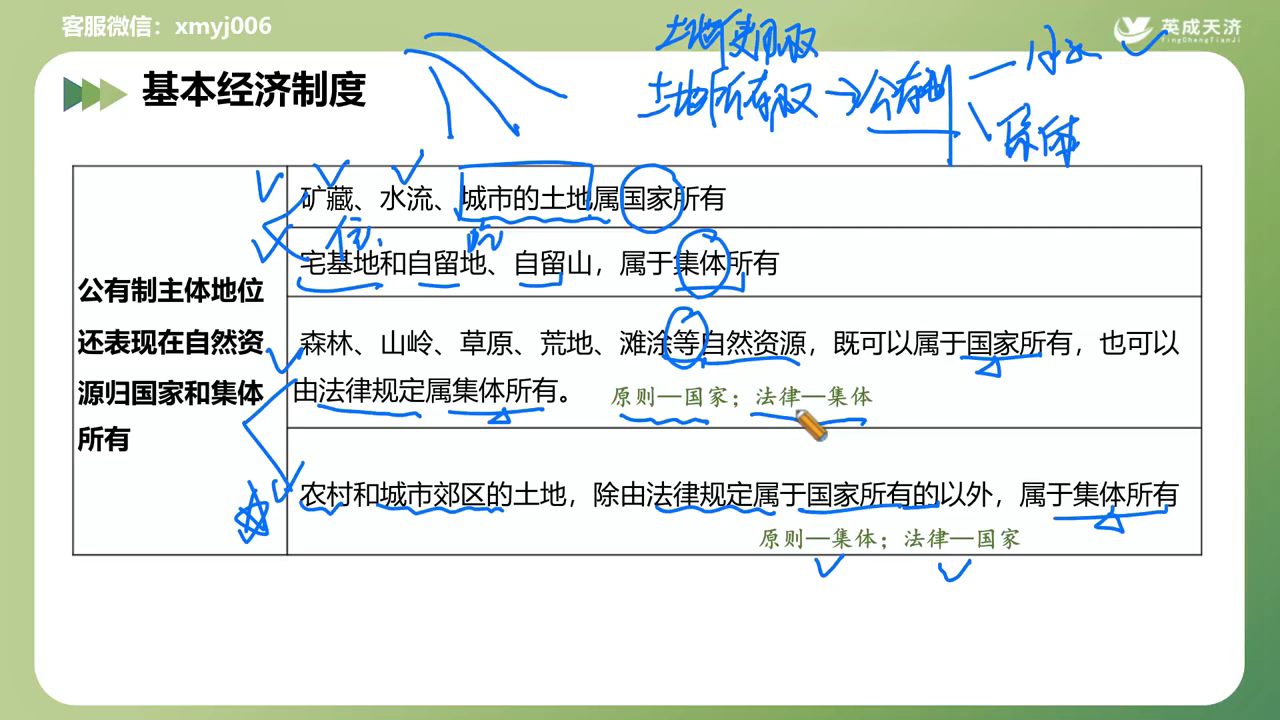 客服微信：xmyj006
土地使用权
英成天济
YingChengTianJi
基本经济制度
土地所有权→公有制
集体
矿藏、水流、城市的土地属国家所有
宅基地和自留地、自留山，属于集体所有
公有制主体地位
还表现在自然资
源归国家和集体
所有
森林、山岭、草原、荒地、滩涂等自然资源，既可以属于国家所有，也可以
由法律规定属集体所有。
原则—国家；法律—集体
农村和城市郊区的土地，除由法律规定属于国家所有的以外，属于集体所有
原则—集体；法律—国家